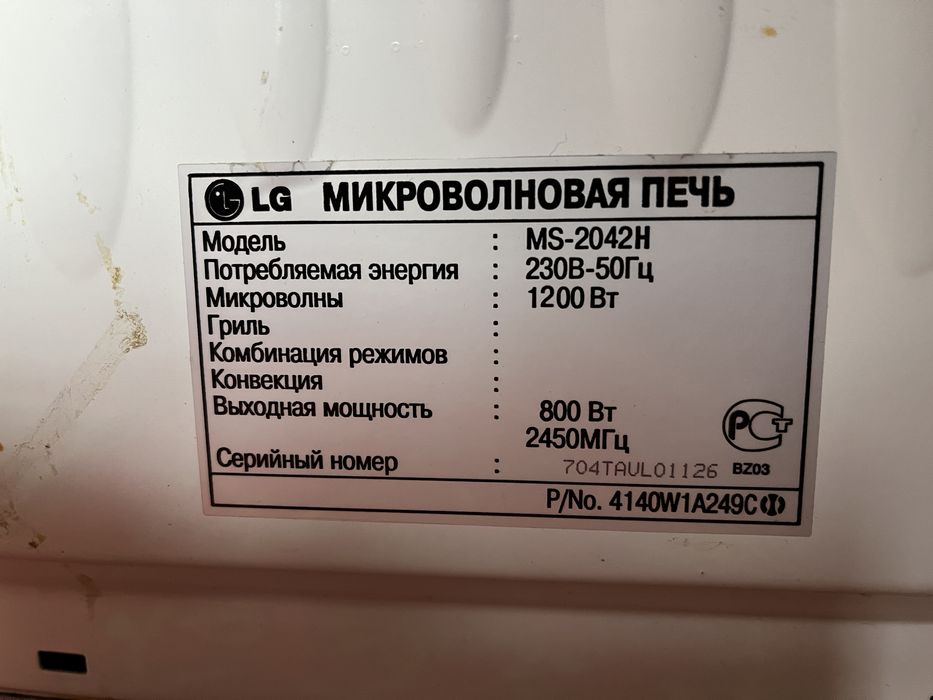 LG МИКРОВОЛНОВАЯ ПЕЧЬ
Модель : MS-2042H
Потребляемая энергия : 230В-50Гц
Микроволны : 1200 Вт
Гриль :
Комбинация режимов :
Конвекция :
Выходная мощность : 800 Вт
2450МГц
Серийный номер : 704TAUL01126 BZ03
РСТ
P/No. 4140W1A249C